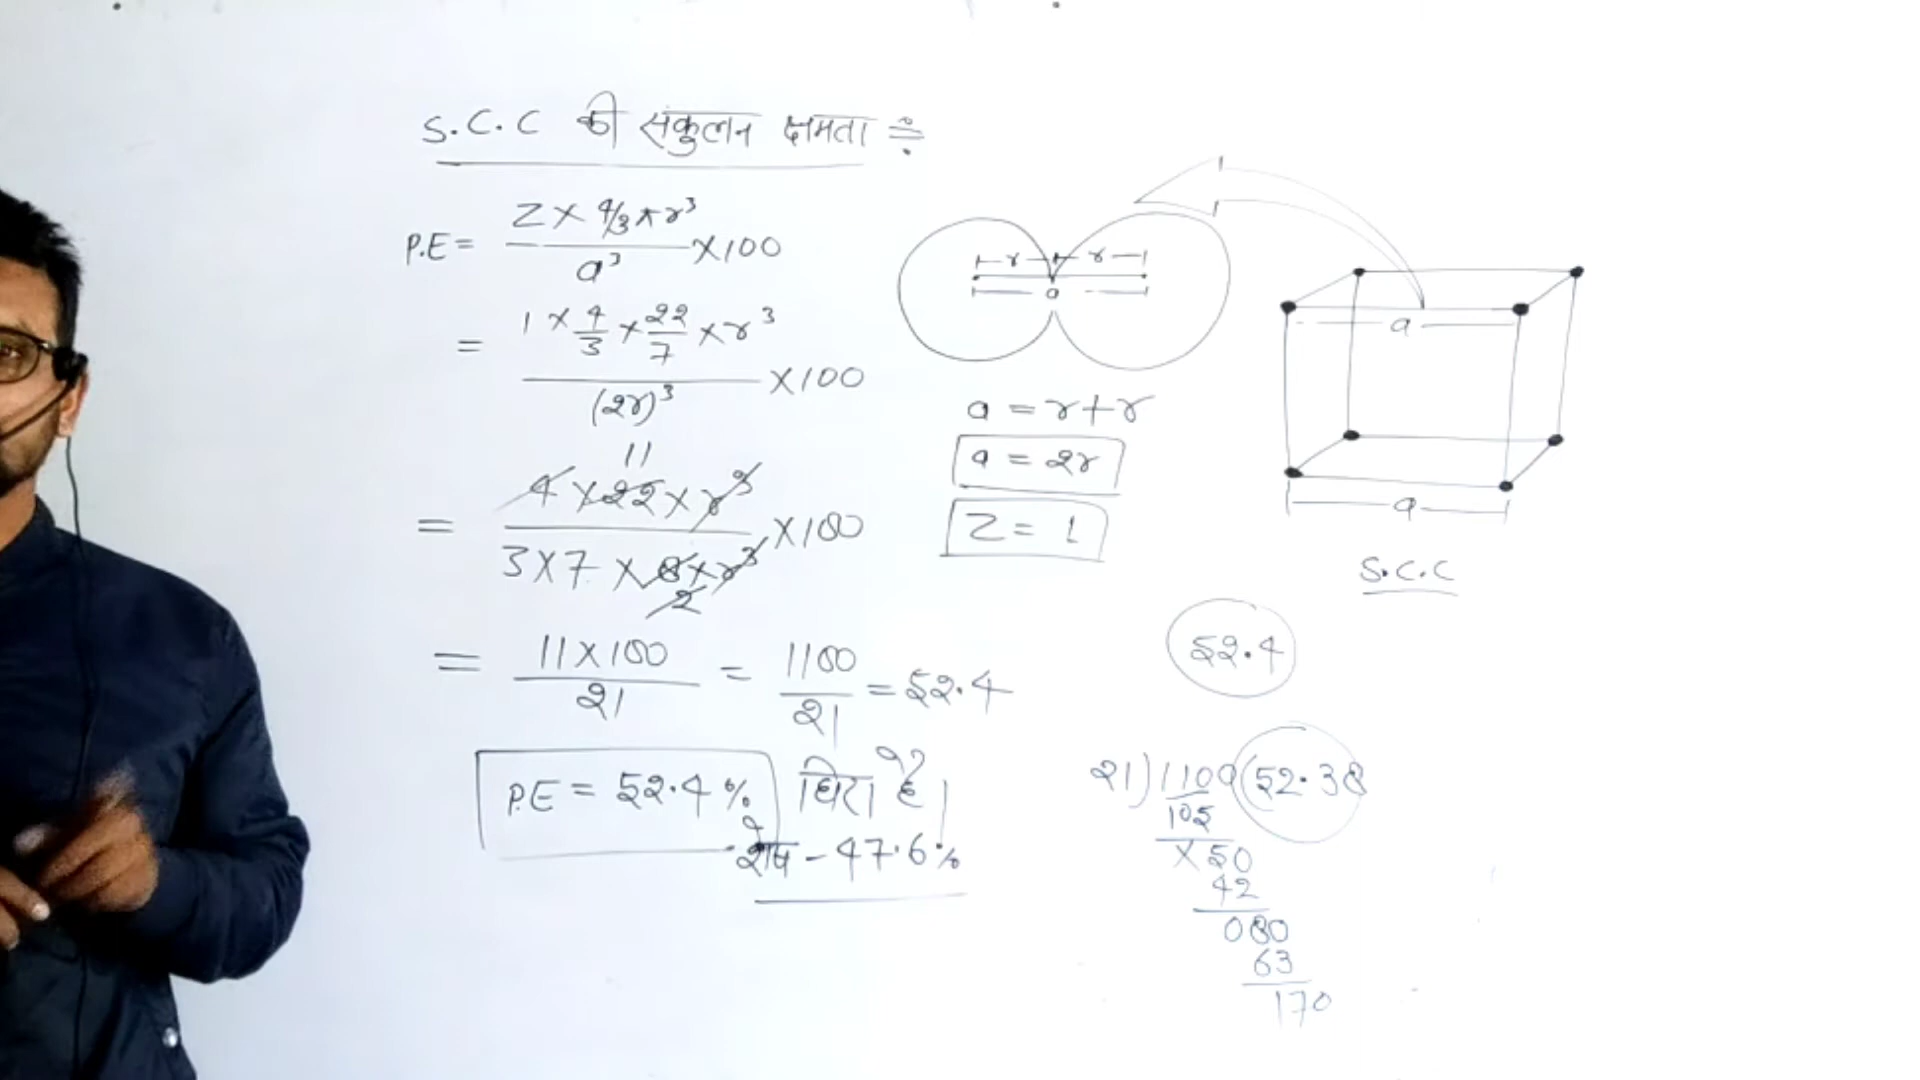 S.C.C की संकुलन क्षमता ÷
P.E = Z × 4/3 π r³ / a³ × 100
= 1 × 4/3 × 22/7 × r³ / (2r)³ × 100
11
= 4 × 22 × r³ / 3 × 7 × 8 × r³ × 100
2
= 11 × 100 / 21 = 1100 / 21 = 52.4
P.E = 52.4 % घिरा है।
शेष - 47.6 %
r r
a
a = r + r
a = 2r
Z = 1
a
a
S.C.C
52.4
21) 1100 (52.38
105
× 50
42
080
63
170